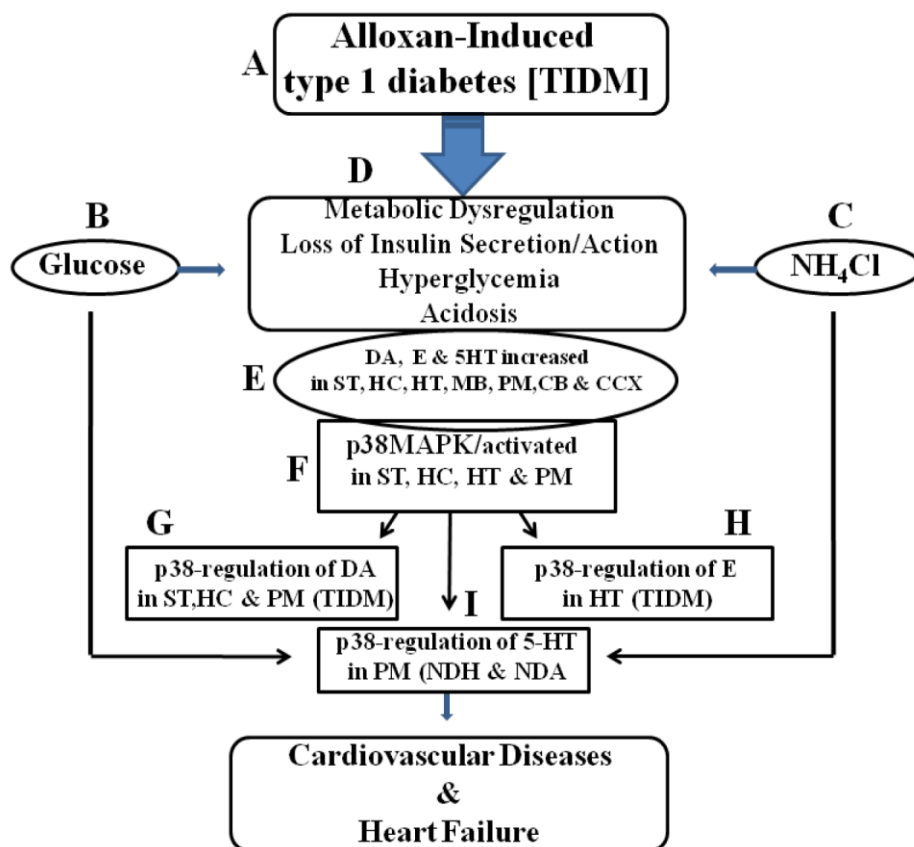 A
Alloxan-Induced
type 1 diabetes [TIDM]
D
Metabolic Dysregulation
Loss of Insulin Secretion/Action
Hyperglycemia
Acidosis
B
Glucose
C
NH₄Cl
E
DA, E & 5HT increased
in ST, HC, HT, MB, PM,CB & CCX
F
p38MAPK/activated
in ST, HC, HT & PM
G
p38-regulation of DA
in ST,HC & PM (TIDM)
H
p38-regulation of E
in HT (TIDM)
I
p38-regulation of 5-HT
in PM (NDH & NDA
Cardiovascular Diseases
&
Heart Failure